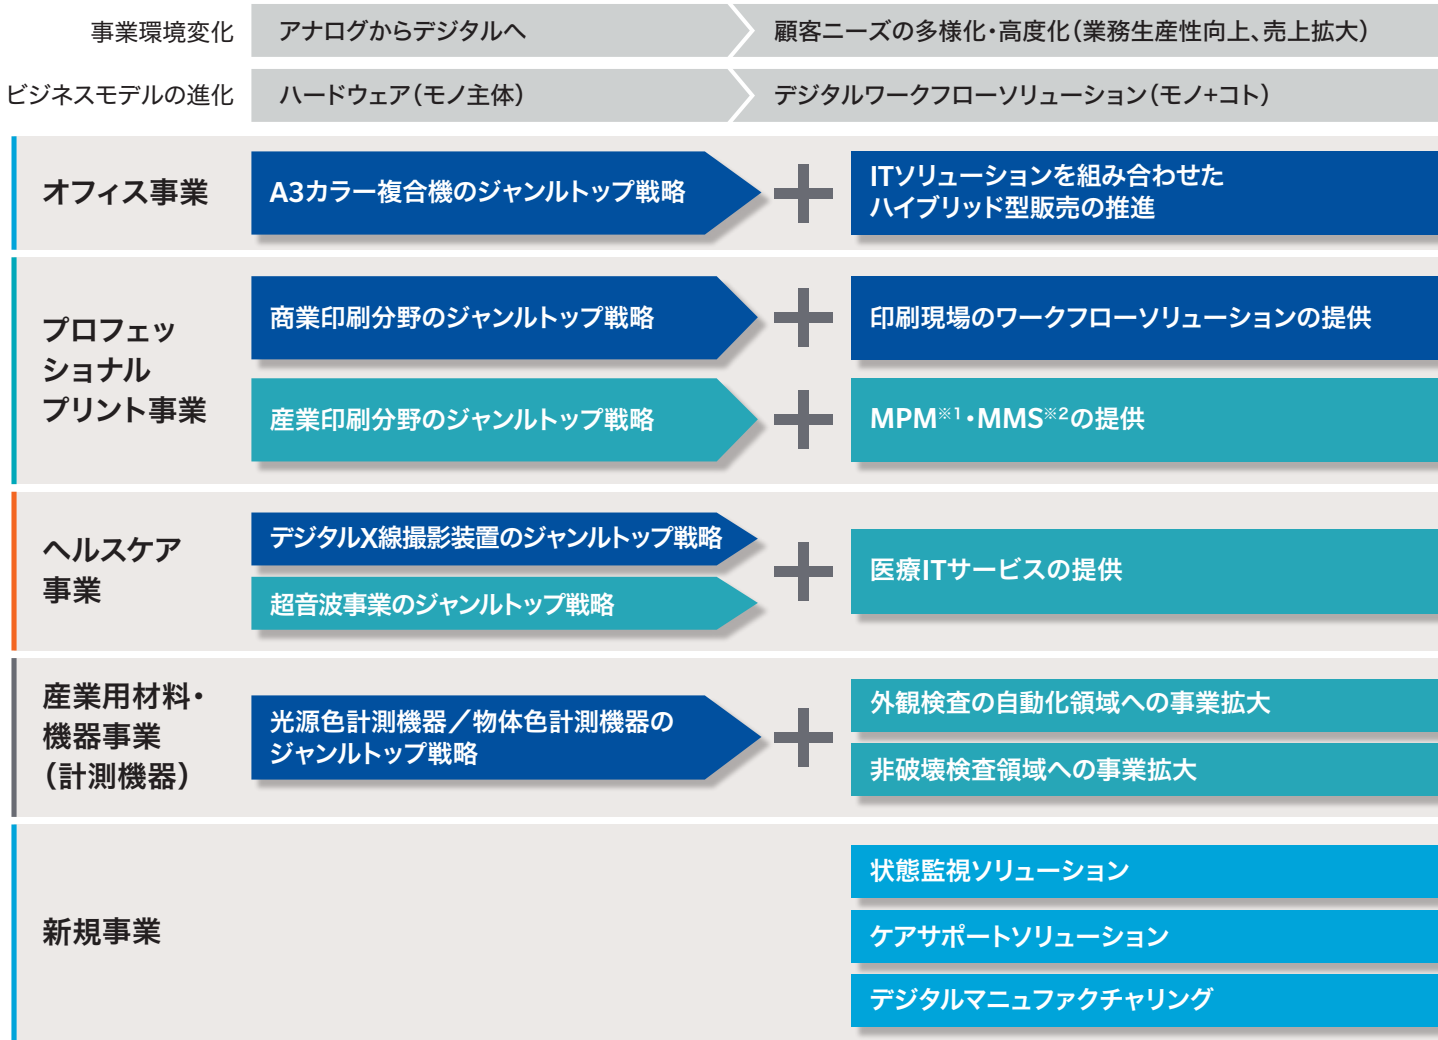 事業環境変化
アナログからデジタルへ
顧客ニーズの多様化・高度化（業務生産性向上、売上拡大）
ビジネスモデルの進化
ハードウェア（モノ主体）
デジタルワークフローソリューション（モノ+コト）
オフィス事業
A3カラー複合機のジャンルトップ戦略
ITソリューションを組み合わせた
ハイブリッド型販売の推進
プロフェッ
ショナル
プリント事業
商業印刷分野のジャンルトップ戦略
印刷現場のワークフローソリューションの提供
産業印刷分野のジャンルトップ戦略
MPM※1・MMS※2の提供
ヘルスケア
事業
デジタルX線撮影装置のジャンルトップ戦略
超音波事業のジャンルトップ戦略
医療ITサービスの提供
産業用材料・
機器事業
（計測機器）
光源色計測機器／物体色計測機器の
ジャンルトップ戦略
外観検査の自動化領域への事業拡大
非破壊検査領域への事業拡大
新規事業
状態監視ソリューション
ケアサポートソリューション
デジタルマニュファクチャリング